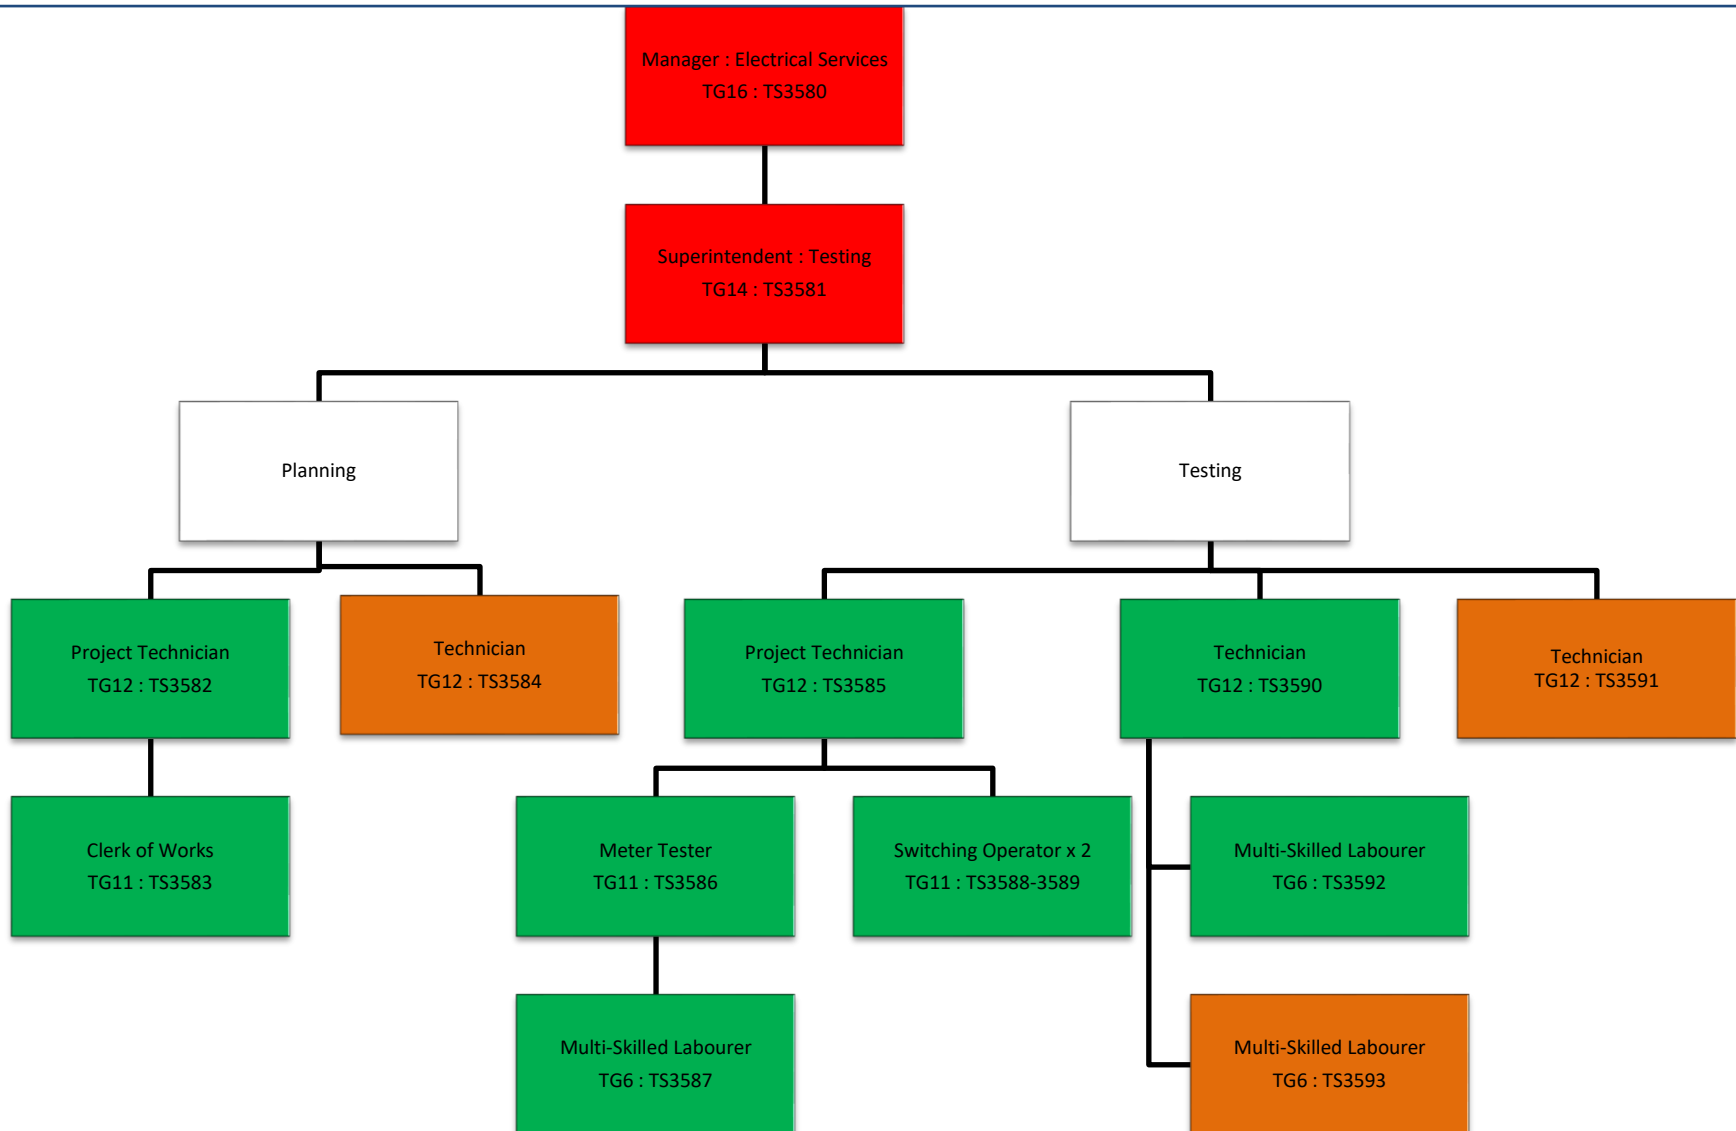 Manager : Electrical Services
TG16 : TS3580
Superintendent : Testing
TG14 : TS3581
Planning
Testing
Project Technician
TG12 : TS3582
Technician
TG12 : TS3584
Project Technician
TG12 : TS3585
Technician
TG12 : TS3590
Technician
TG12 : TS3591
Clerk of Works
TG11 : TS3583
Meter Tester
TG11 : TS3586
Switching Operator x 2
TG11 : TS3588-3589
Multi-Skilled Labourer
TG6 : TS3592
Multi-Skilled Labourer
TG6 : TS3587
Multi-Skilled Labourer
TG6 : TS3593